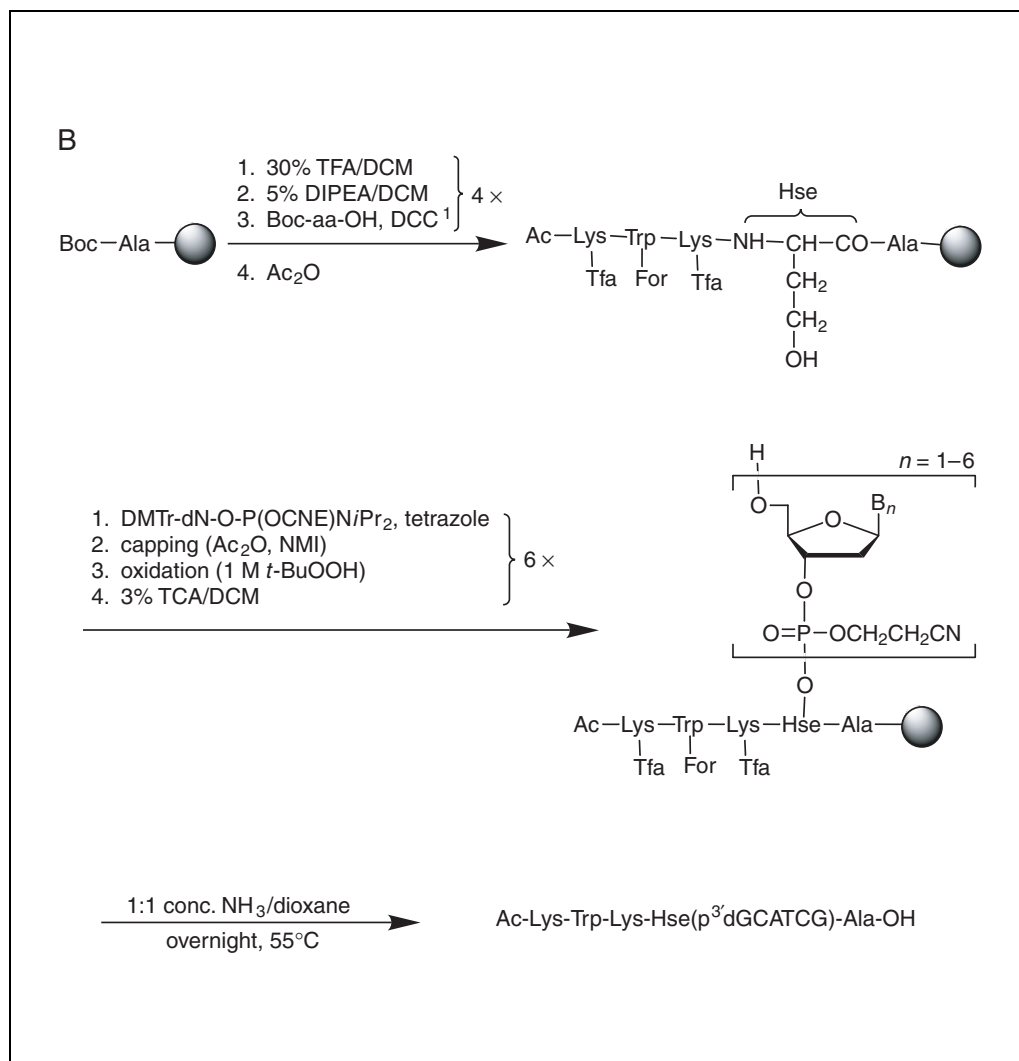 B
1. 30% TFA/DCM
2. 5% DIPEA/DCM
3. Boc-aa-OH, DCC¹
4 ×
4. Ac₂O
Boc–Ala–
Hse
Ac–Lys–Trp–Lys–NH–CH–CO–Ala–
Tfa For Tfa CH₂
CH₂
OH
1. DMTr-dN-O-P(OCNE)NiPr₂, tetrazole
2. capping (Ac₂O, NMI)
3. oxidation (1 M t-BuOOH)
4. 3% TCA/DCM
6 ×
n = 1–6
H
O
O
Bₙ
O
O=P–OCH₂CH₂CN
O
Ac–Lys–Trp–Lys–Hse–Ala–
Tfa For Tfa
1:1 conc. NH₃/dioxane
overnight, 55°C
Ac-Lys-Trp-Lys-Hse(p³′dGCATCG)-Ala-OH